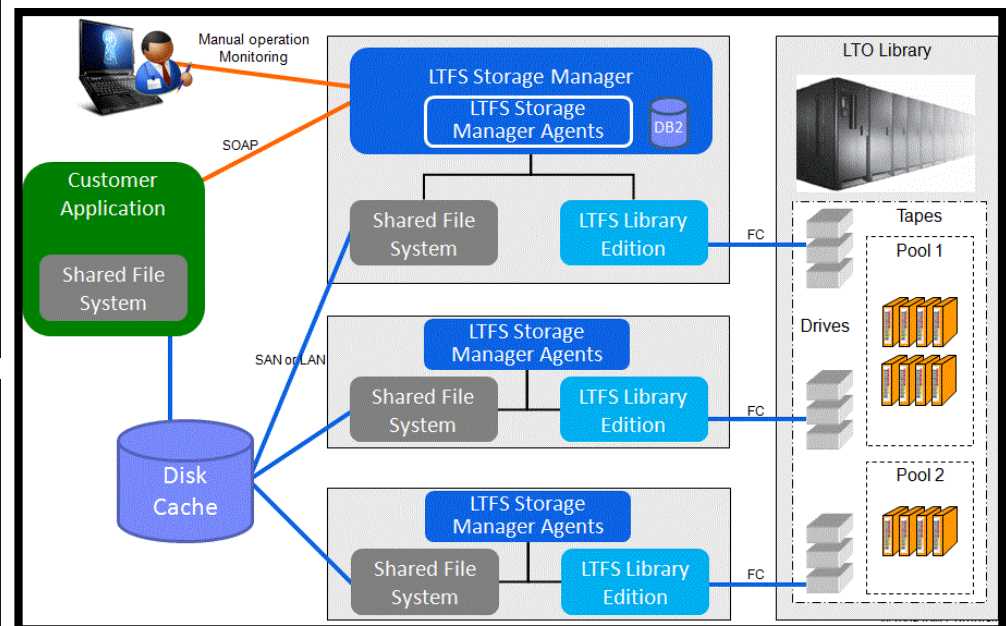 Manual operation
Monitoring
SOAP
Customer
Application
Shared File
System
Disk
Cache
SAN or LAN
LTFS Storage Manager
LTFS Storage
Manager Agents
DB2
Shared File
System
LTFS Library
Edition
FC
LTFS Storage
Manager Agents
Shared File
System
LTFS Library
Edition
FC
LTFS Storage
Manager Agents
Shared File
System
LTFS Library
Edition
FC
LTO Library
Tapes
Pool 1
Drives
Pool 2